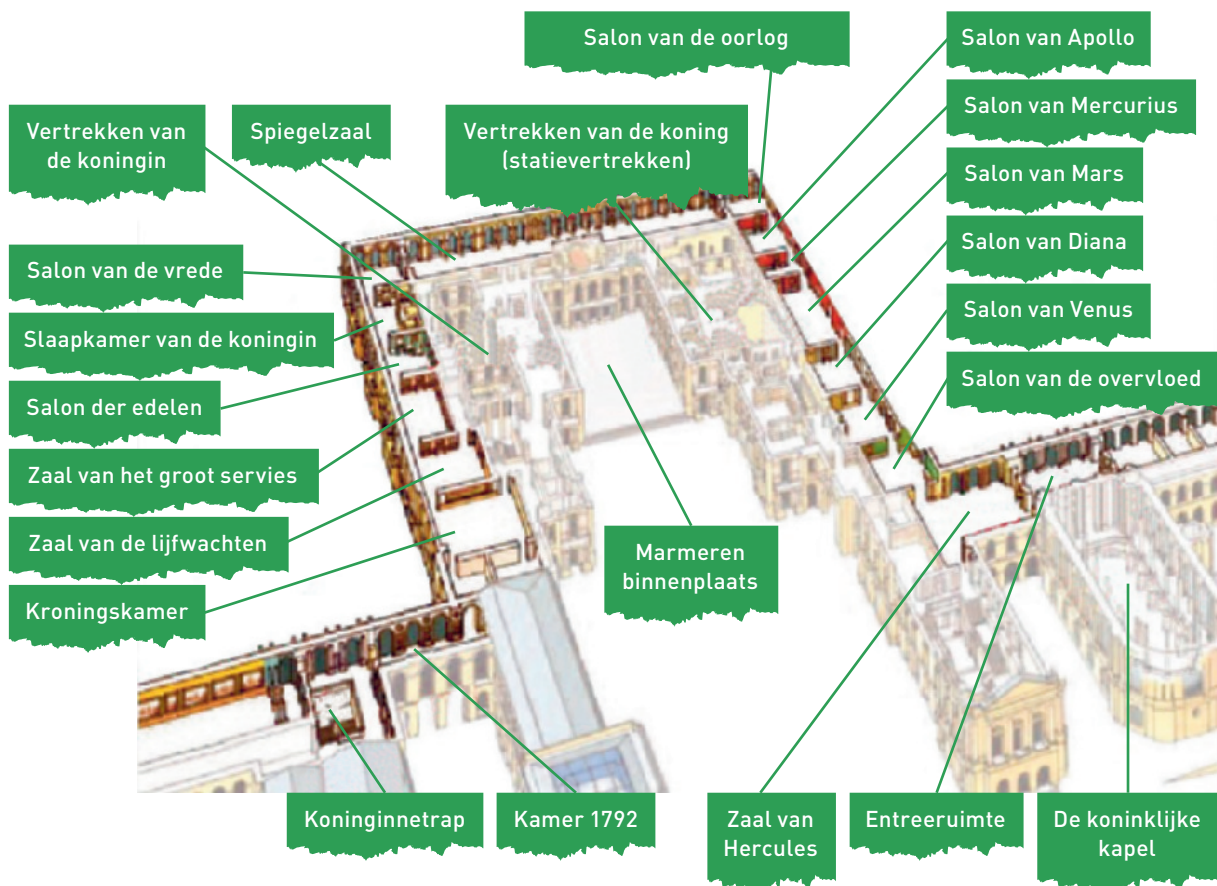 Salon van de oorlog
Salon van Apollo
Salon van Mercurius
Vertrekken van
de koningin
Spiegelzaal
Vertrekken van de koning
(statievertrekken)
Salon van Mars
Salon van Diana
Salon van de vrede
Salon van Venus
Slaapkamer van de koningin
Salon van de overvloed
Salon der edelen
Zaal van het groot servies
Zaal van de lijfwachten
Marmeren
binnenplaats
Kroningskamer
Koninginnetrap
Kamer 1792
Zaal van
Hercules
Entreeruimte
De koninklijke
kapel